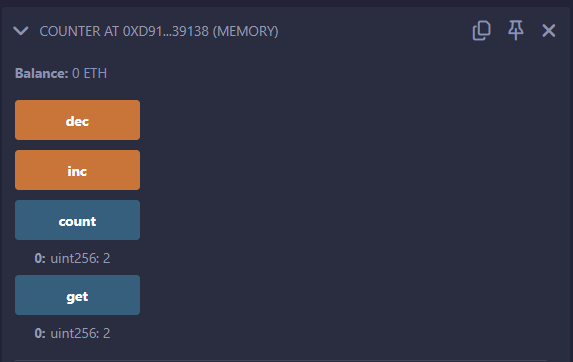 COUNTER AT 0XD91...39138 (MEMORY)
Balance: 0 ETH
dec
inc
count
0: uint256: 2
get
0: uint256: 2